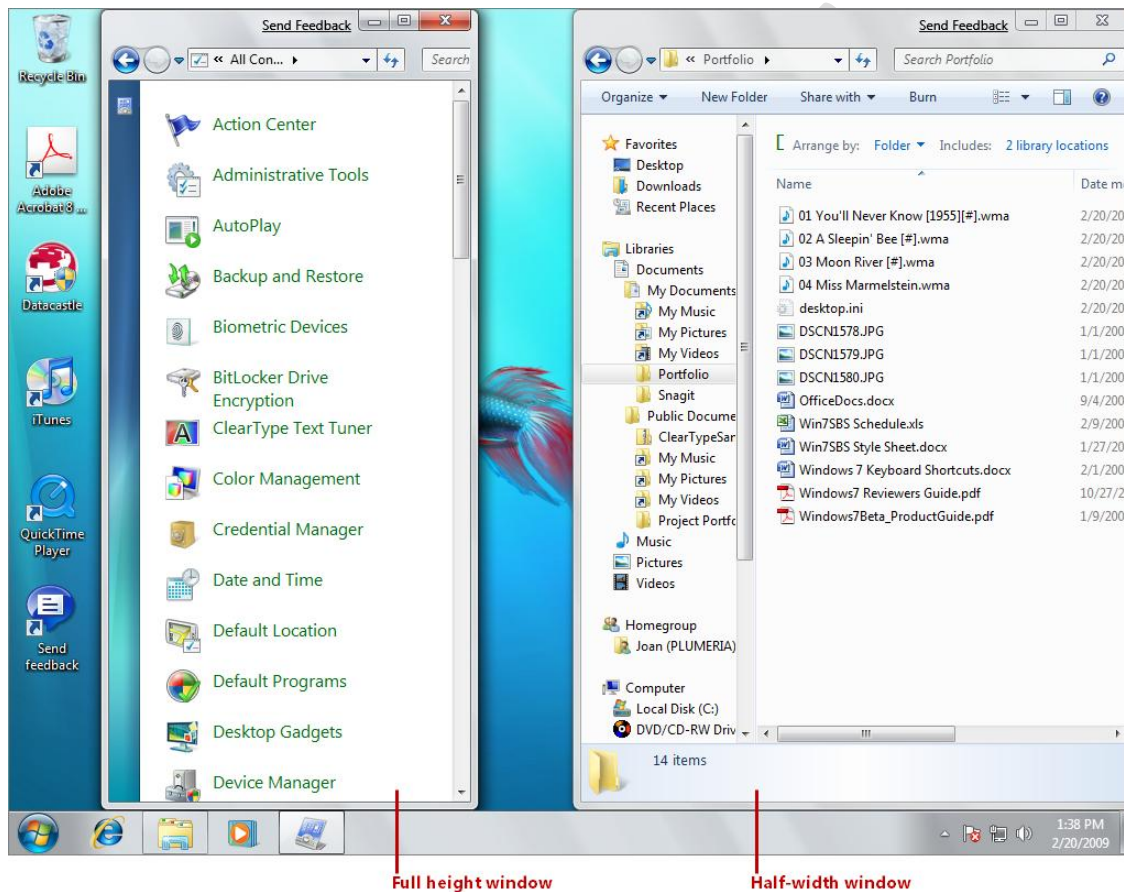 Recycle Bin
Adobe
Acrobat 8 ...
Datacastle
iTunes
QuickTime
Player
Send
feedback
Send Feedback
« All Con...
Search
Action Center
Administrative Tools
AutoPlay
Backup and Restore
Biometric Devices
BitLocker Drive
Encryption
ClearType Text Tuner
Color Management
Credential Manager
Date and Time
Default Location
Default Programs
Desktop Gadgets
Device Manager
Send Feedback
« Portfolio
Search Portfolio
Organize New Folder Share with Burn
Favorites
Desktop
Downloads
Recent Places
Libraries
Documents
My Documents
My Music
My Pictures
My Videos
Portfolio
Snagit
Public Docume
ClearTypeSar
My Music
My Pictures
My Videos
Project Portfo
Music
Pictures
Videos
Homegroup
Joan (PLUMERIA)
Computer
Local Disk (C:)
DVD/CD-RW Driv
Arrange by: Folder Includes: 2 library locations
Name Date m
01 You'll Never Know [1955][#].wma 2/20/20
02 A Sleepin' Bee [#].wma 2/20/20
03 Moon River [#].wma 2/20/20
04 Miss Marmelstein.wma 2/20/20
desktop.ini 2/20/20
DSCN1578.JPG 1/1/200
DSCN1579.JPG 1/1/200
DSCN1580.JPG 1/1/200
OfficeDocs.docx 9/4/200
Win7SBS Schedule.xls 2/9/200
Win7SBS Style Sheet.docx 1/27/20
Windows 7 Keyboard Shortcuts.docx 2/1/200
Windows7 Reviewers Guide.pdf 10/27/2
Windows7Beta_ProductGuide.pdf 1/9/200
14 items
1:38 PM
2/20/2009
Full height window
Half-width window